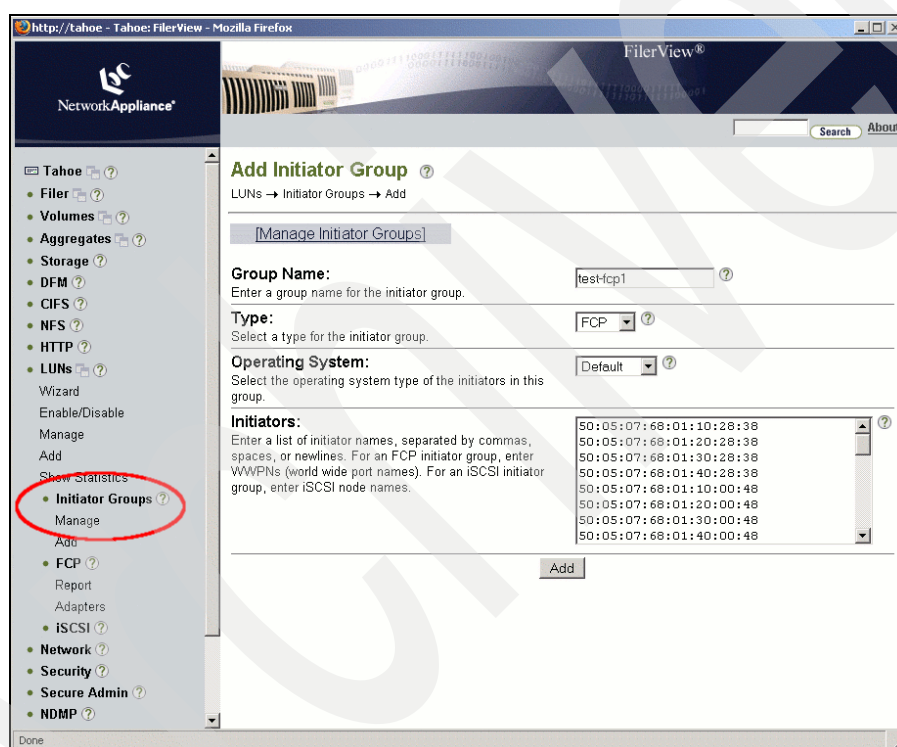 http://tahoe - Tahoe: FilerView - Mozilla Firefox
FilerView®
NetworkAppliance®
Search About
Tahoe
Filer
Volumes
Aggregates
Storage
DFM
CIFS
NFS
HTTP
LUNs
Wizard
Enable/Disable
Manage
Add
Show Statistics
Initiator Groups
Manage
Add
FCP
Report
Adapters
iSCSI
Network
Security
Secure Admin
NDMP
Add Initiator Group
LUNs → Initiator Groups → Add
[Manage Initiator Groups]
Group Name:
Enter a group name for the initiator group.
test-fcp1
Type:
Select a type for the initiator group.
FCP
Operating System:
Select the operating system type of the initiators in this
group.
Default
Initiators:
Enter a list of initiator names, separated by commas,
spaces, or newlines. For an FCP initiator group, enter
WWPNs (world wide port names). For an iSCSI initiator
group, enter iSCSI node names.
50:05:07:68:01:10:28:38
50:05:07:68:01:20:28:38
50:05:07:68:01:30:28:38
50:05:07:68:01:40:28:38
50:05:07:68:01:10:00:48
50:05:07:68:01:20:00:48
50:05:07:68:01:30:00:48
50:05:07:68:01:40:00:48
Add
Done